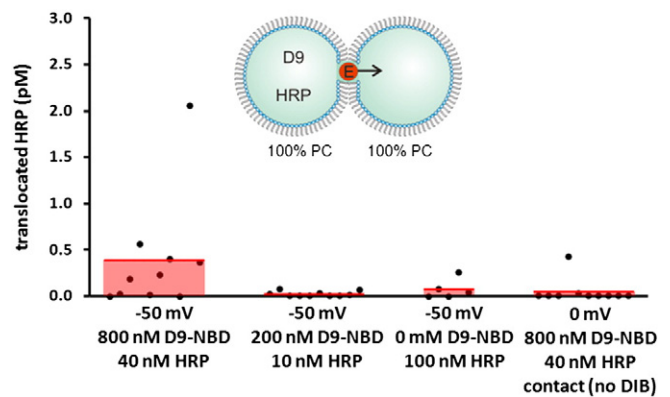 translocated HRP (pM)
3.0
2.5
2.0
1.5
1.0
0.5
0.0
D9
HRP
E
100% PC 100% PC
-50 mV -50 mV -50 mV 0 mV
800 nM D9-NBD 200 nM D9-NBD 0 mM D9-NBD 800 nM D9-NBD
40 nM HRP 10 nM HRP 100 nM HRP 40 nM HRP
contact (no DIB)